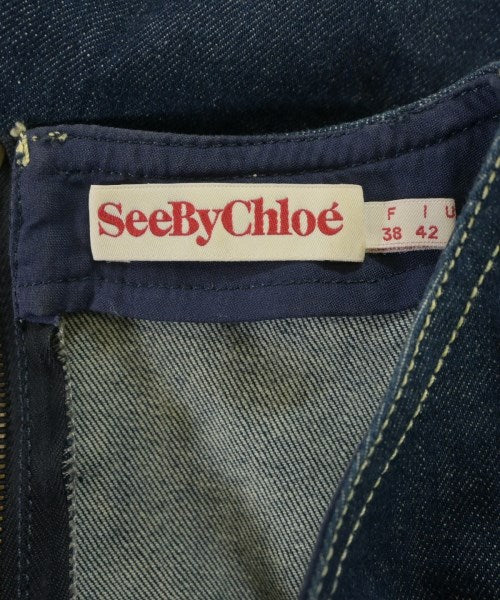 SeeByChloé
F I U
38 42